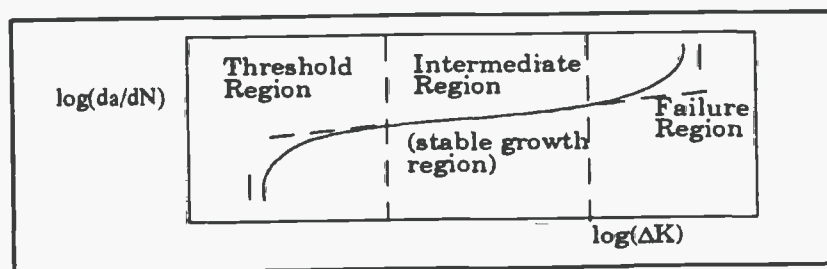 Threshold
Region
Intermediate
Region
log(da/dN)
(stable growth
region)
Failure
Region
log(ΔK)